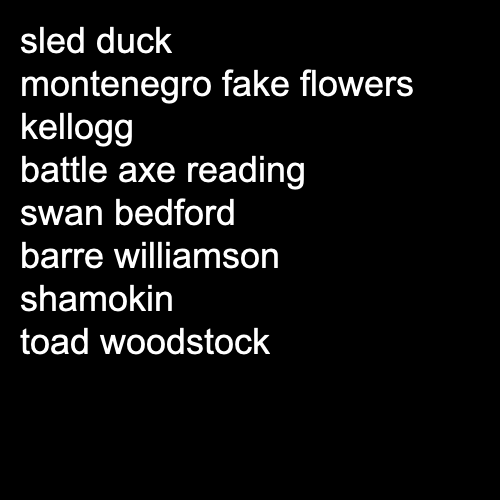 sled duck
montenegro fake flowers
kellogg
battle axe reading
swan bedford
barre williamson
shamokin
toad woodstock